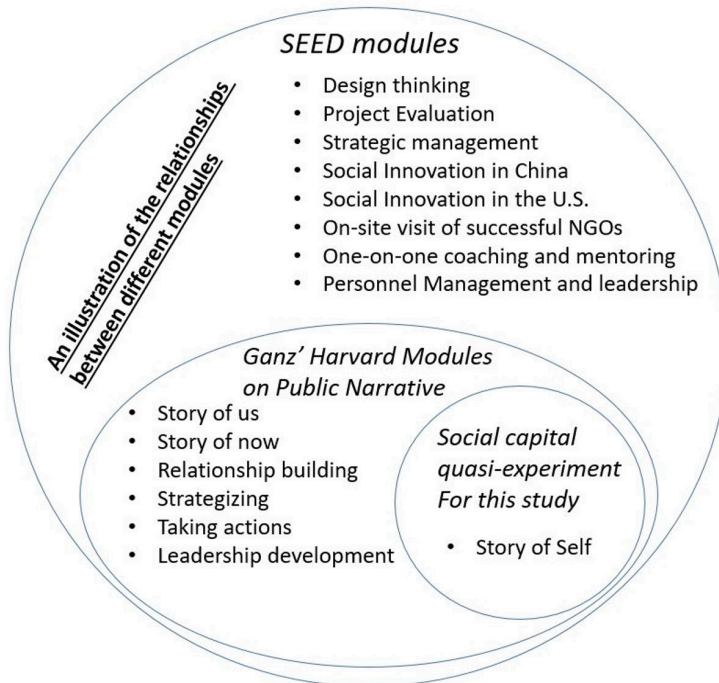 SEED modules
• Design thinking
• Project Evaluation
• Strategic management
• Social Innovation in China
• Social Innovation in the U.S.
• On-site visit of successful NGOs
• One-on-one coaching and mentoring
• Personnel Management and leadership
An illustration of the relationships
between different modules
Ganz' Harvard Modules
on Public Narrative
• Story of us
• Story of now
• Relationship building
• Strategizing
• Taking actions
• Leadership development
Social capital
quasi-experiment
For this study
• Story of Self